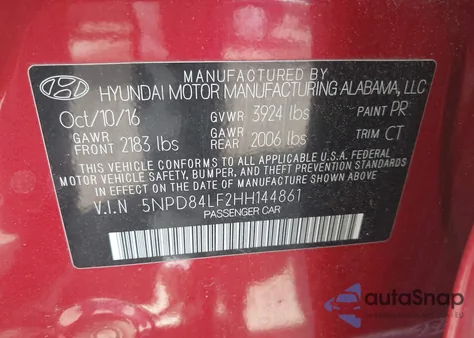 MANUFACTURED BY
HYUNDAI MOTOR MANUFACTURING ALABAMA, LLC
Oct/10/16 GVWR 3924 lbs PAINT PR
GAWR FRONT 2183 lbs GAWR REAR 2006 lbs TRIM CT
THIS VEHICLE CONFORMS TO ALL APPLICABLE U.S.A. FEDERAL
MOTOR VEHICLE SAFETY, BUMPER, AND THEFT PREVENTION STANDARDS
IN EFFECT ON THE DATE OF MANUFACTURE SHOWN ABOVE.
V.I.N 5NPD84LF2HH144861
PASSENGER CAR
autoSnap